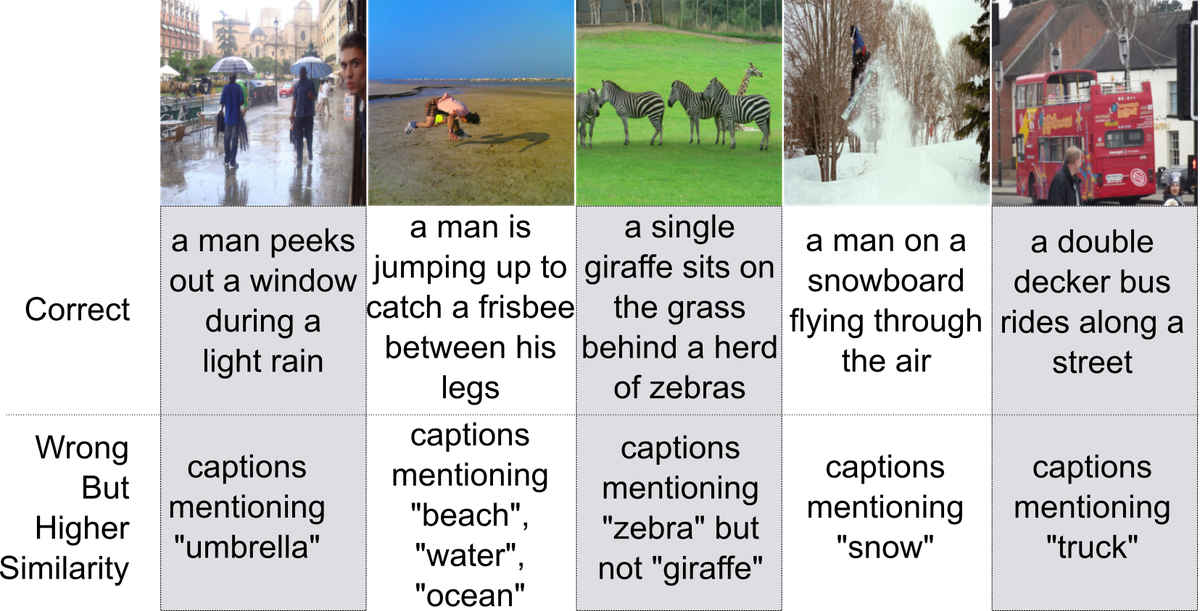 Correct
a man peeks
out a window
during a
light rain
a man is
jumping up to
catch a frisbee
between his
legs
a single
giraffe sits on
the grass
behind a herd
of zebras
a man on a
snowboard
flying through
the air
a double
decker bus
rides along a
street
Wrong
But
Higher
Similarity
captions
mentioning
"umbrella"
captions
mentioning
"beach",
"water",
"ocean"
captions
mentioning
"zebra" but
not "giraffe"
captions
mentioning
"snow"
captions
mentioning
"truck"